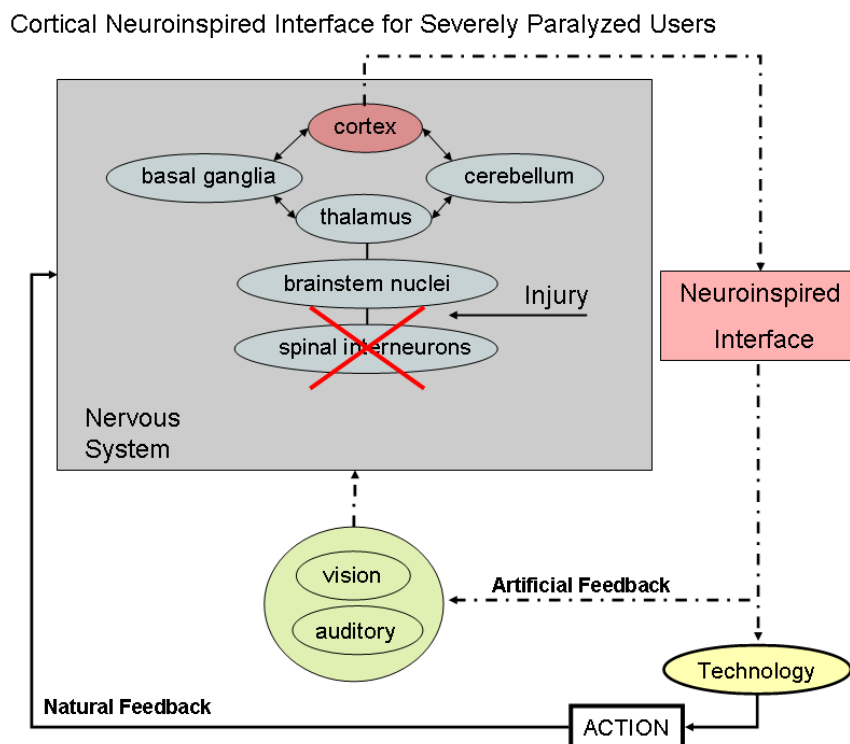 Cortical Neuroinspired Interface for Severely Paralyzed Users
cortex
basal ganglia
cerebellum
thalamus
brainstem nuclei
Injury
spinal interneurons
Neuroinspired
Interface
Nervous
System
vision
auditory
Artificial Feedback
Technology
Natural Feedback
ACTION